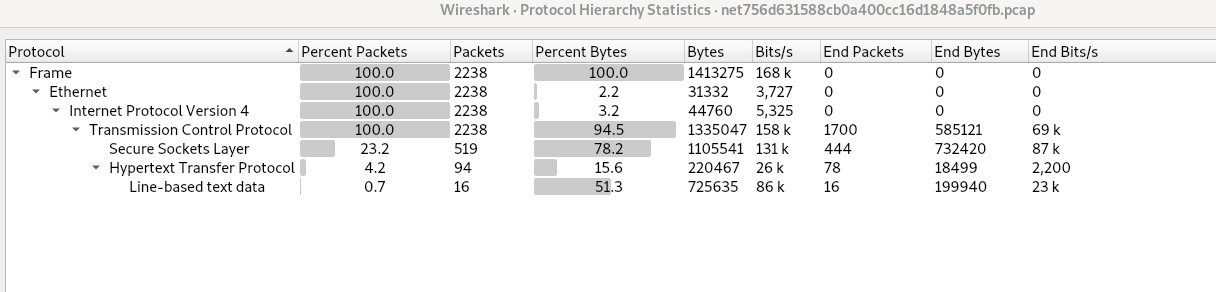 Wireshark · Protocol Hierarchy Statistics · net756d631588cb0a400cc16d1848a5f0fb.pcap
Protocol Percent Packets Packets Percent Bytes Bytes Bits/s End Packets End Bytes End Bits/s
Frame 100.0 2238 100.0 1413275 168 k 0 0 0
Ethernet 100.0 2238 2.2 31332 3,727 0 0 0
Internet Protocol Version 4 100.0 2238 3.2 44760 5,325 0 0 0
Transmission Control Protocol 100.0 2238 94.5 1335047 158 k 1700 585121 69 k
Secure Sockets Layer 23.2 519 78.2 1105541 131 k 444 732420 87 k
Hypertext Transfer Protocol 4.2 94 15.6 220467 26 k 78 18499 2,200
Line-based text data 0.7 16 51.3 725635 86 k 16 199940 23 k